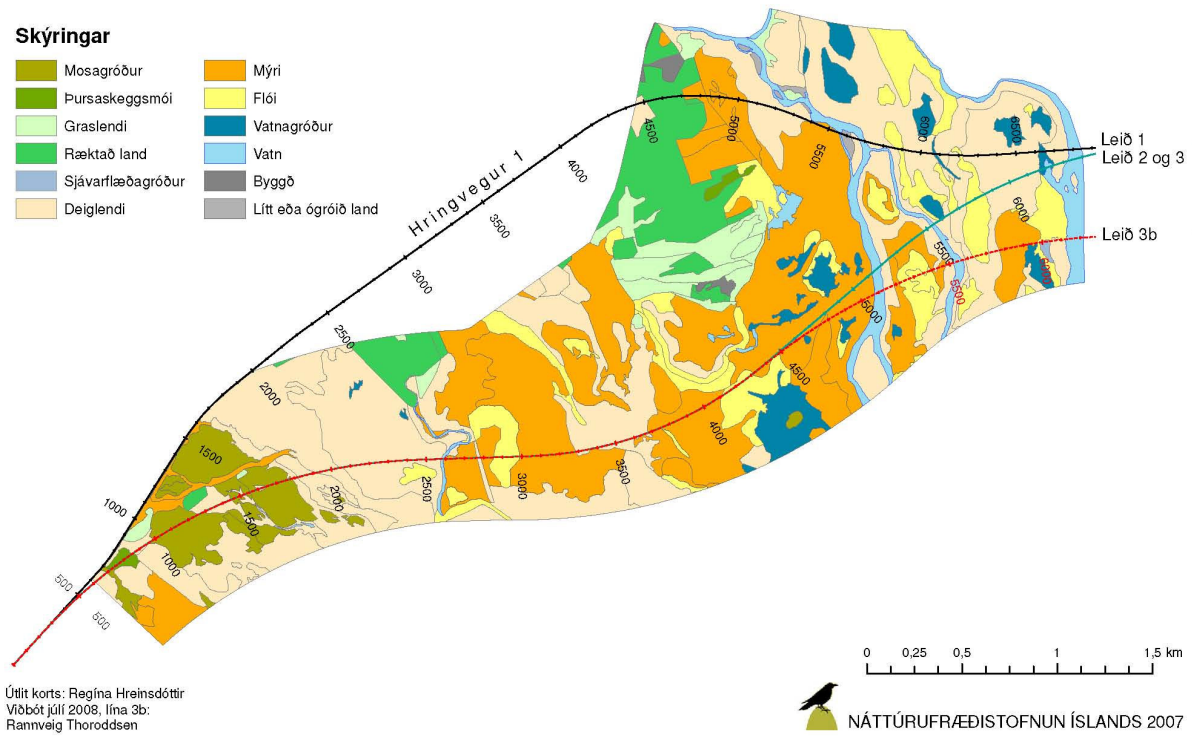 Skýringar
Mosagróður
Þursaskeggsmói
Graslendi
Ræktað land
Sjávarflæðagróður
Deiglendi
Mýri
Flói
Vatnagróður
Vatn
Byggð
Lítt eða ógróið land
Hringvegur 1
500
1000
2000
2500
3000
3500
4000
4500
5000
5500
6000
6500
Leið 1
Leið 2 og 3
Leið 3b
1500
500
1000
1500
2000
2500
3000
3500
4000
4500
5000
5500
6000
5500
6000
0 0,25 0,5 1 1,5 km
Útlit korts: Regína Hreinsdóttir
Viðbót júlí 2008, lína 3b:
Rannveig Thoroddsen
NÁTTÚRUFRÆÐISTOFNUN ÍSLANDS 2007